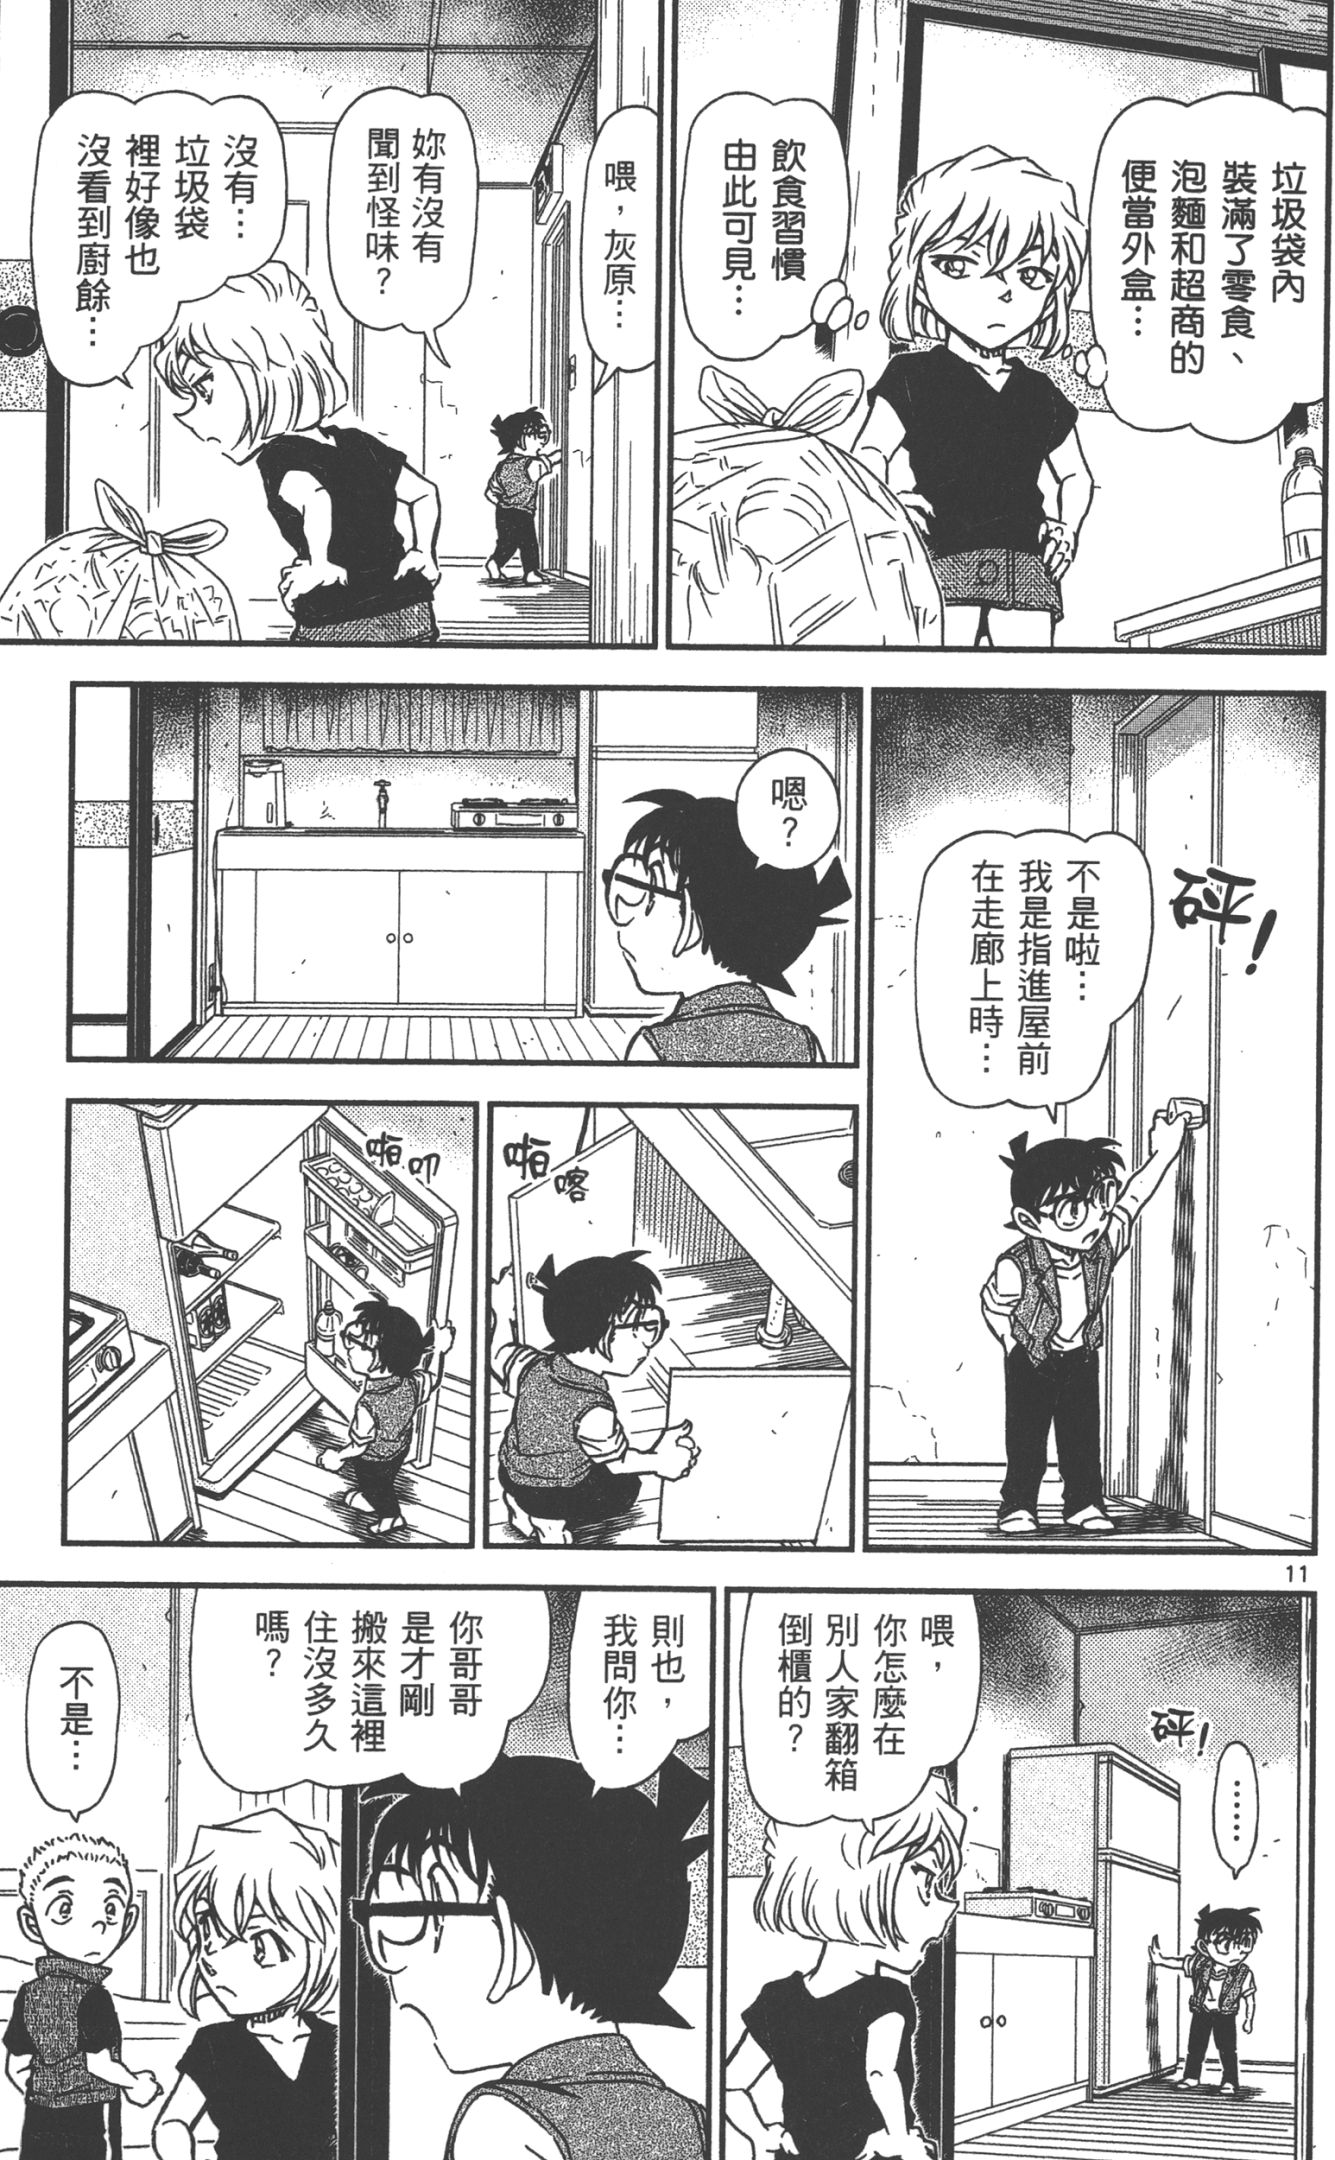 垃圾袋內
裝滿了零食、
泡麵和超商的
便當外盒…
飲食習慣
由此可見…
喂，灰原…
妳有沒有
聞到怪味？
沒有…
垃圾袋
裡好像也
沒看到廚餘…
砰！
不是啦…
我是指進屋前
在走廊上時…
嗯？
啪
喀
啪
叩
11
……
砰！
喂，
你怎麼在
別人家翻箱
倒櫃的？
則也，
我問你…
你哥哥
是才剛
搬來這裡
住沒多久
嗎？
不是…